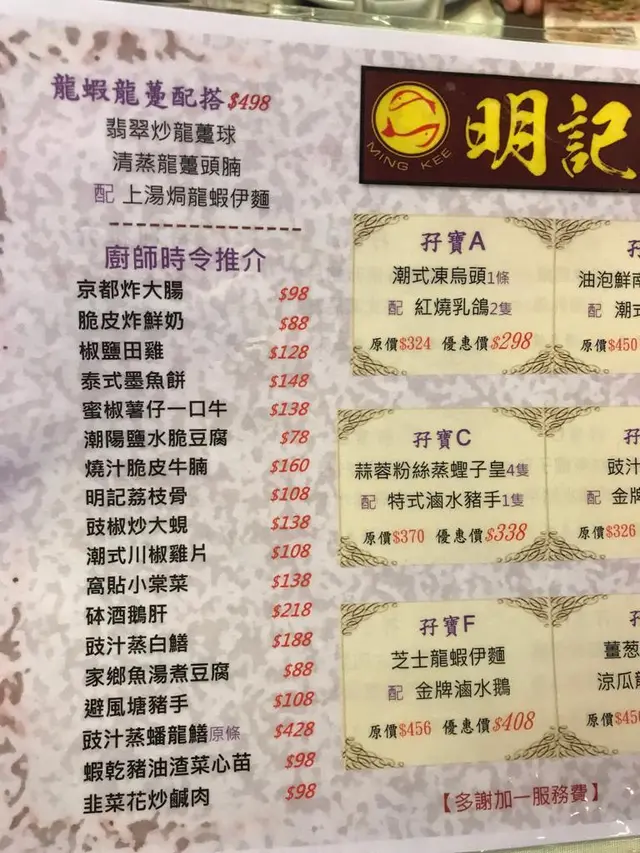 龍蝦龍躉配搭$498
翡翠炒龍躉球
清蒸龍躉頭腩
配 上湯焗龍蝦伊麵
廚師時令推介
京都炸大腸 $98
脆皮炸鮮奶 $88
椒鹽田雞 $128
泰式墨魚餅 $148
蜜椒薯仔一口牛 $138
潮陽鹽水脆豆腐 $78
燒汁脆皮牛腩 $160
明記荔枝骨 $108
豉椒炒大蜆 $138
潮式川椒雞片 $108
窩貼小棠菜 $138
砵酒鵝肝 $218
豉汁蒸白鱔 $188
家鄉魚湯煮豆腐 $88
避風塘豬手 $108
豉汁蒸蟠龍鱔原條 $428
蝦乾豬油渣菜心苗 $98
韭菜花炒鹹肉 $98
明記
MING KEE
孖寶A
潮式凍烏頭1條
配 紅燒乳鴿2隻
原價$324 優惠價$298
油泡鮮
配 潮式
原價$450
孖寶C
蒜蓉粉絲蒸蟶子皇4隻
配 特式滷水豬手1隻
原價$370 優惠價$338
豉汁
配 金牌
原價$326
孖寶F
芝士龍蝦伊麵
配 金牌滷水鵝
原價$456 優惠價$408
薑葱
涼瓜
原價$450
【多謝加一服務費】